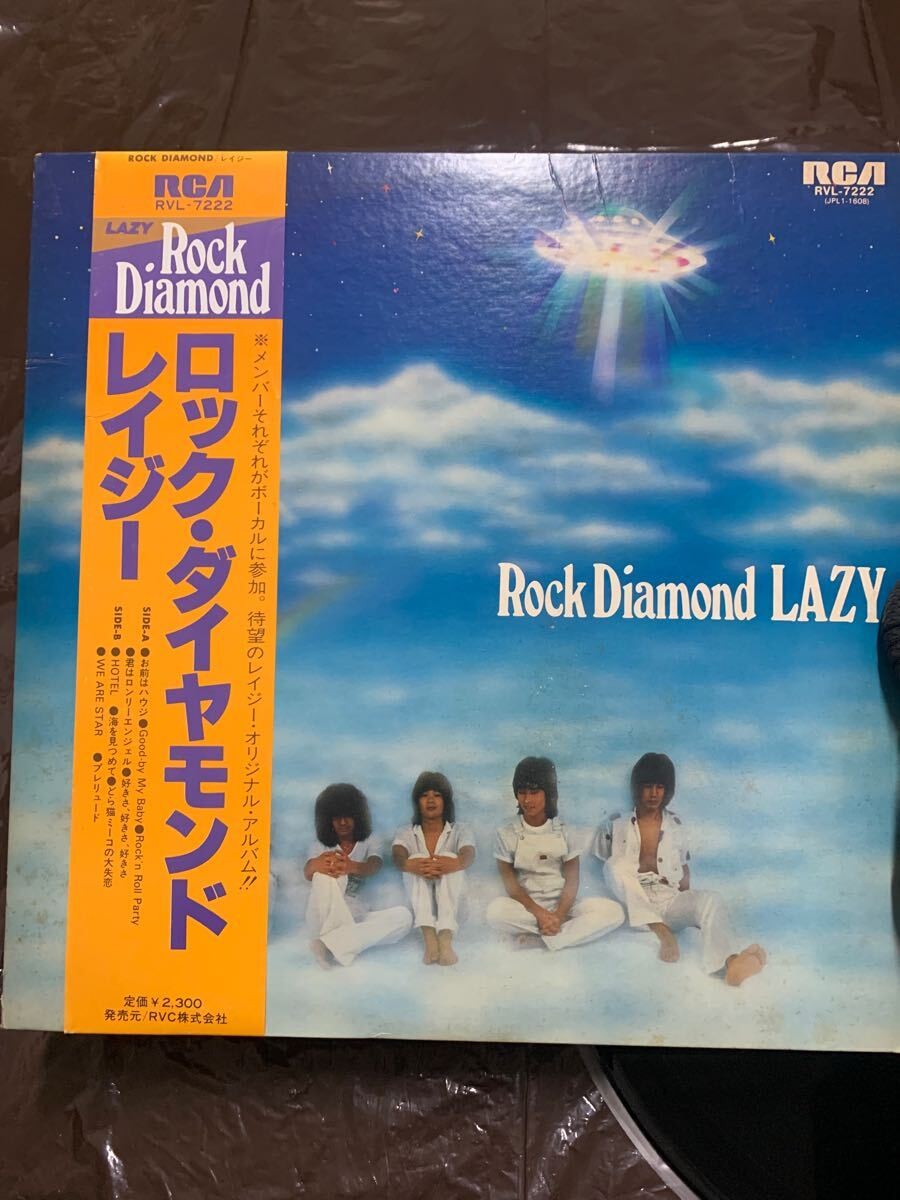 ROCK DIAMOND/レイジー
RCA
RVL-7222
LAZY
Rock
Diamond
ロック・ダイヤモンド
レイジー
※メンバーそれぞれがボーカルに参加。待望のレイジー・オリジナル・アルバム!!
SIDE-A ●お前はハウジ●Good-by My Baby●Rock'n Roll Party
●君はロンリーエンジェル●好きさ、好きさ、好きさ
SIDE-B ●HOTEL ●海を見つめて●どら猫ミーコの大失恋
●WE ARE STAR ●プレリュード
定価¥2,300
発売元/RVC株式会社
RCA
RVL-7222
(JPL1-1608)
Rock Diamond LAZY